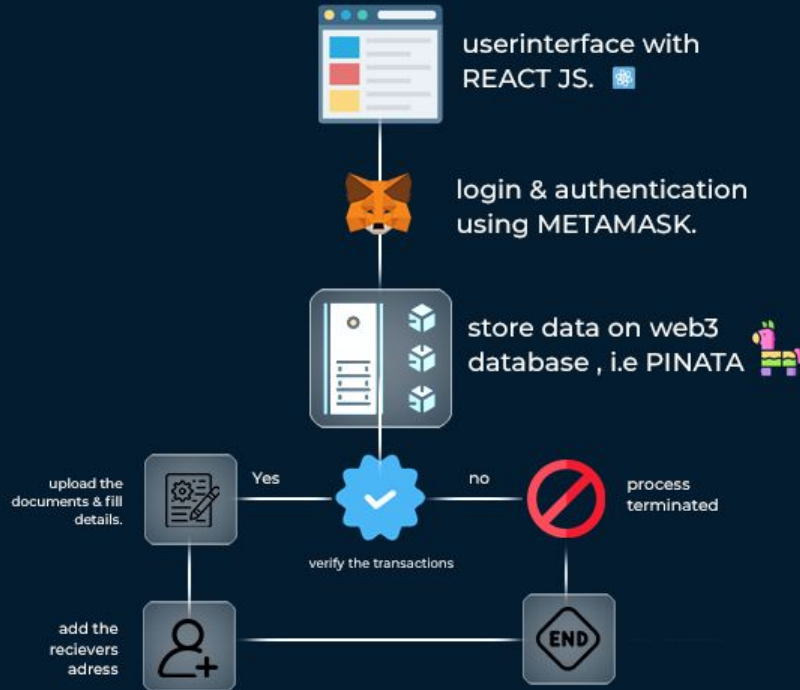 userinterface with
REACT JS.
login & authentication
using METAMASK.
store data on web3
database , i.e PINATA
upload the
documents & fill
details.
Yes
no
process
terminated
verify the transactions
add the
recievers
adress
END